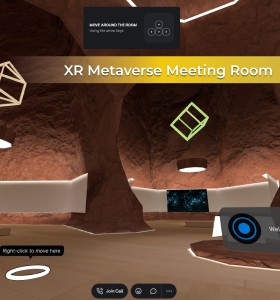 MOVE AROUND THE ROOM
Using the arrow keys
XR Metaverse Meeting Room
Right-click to move here
Join Call